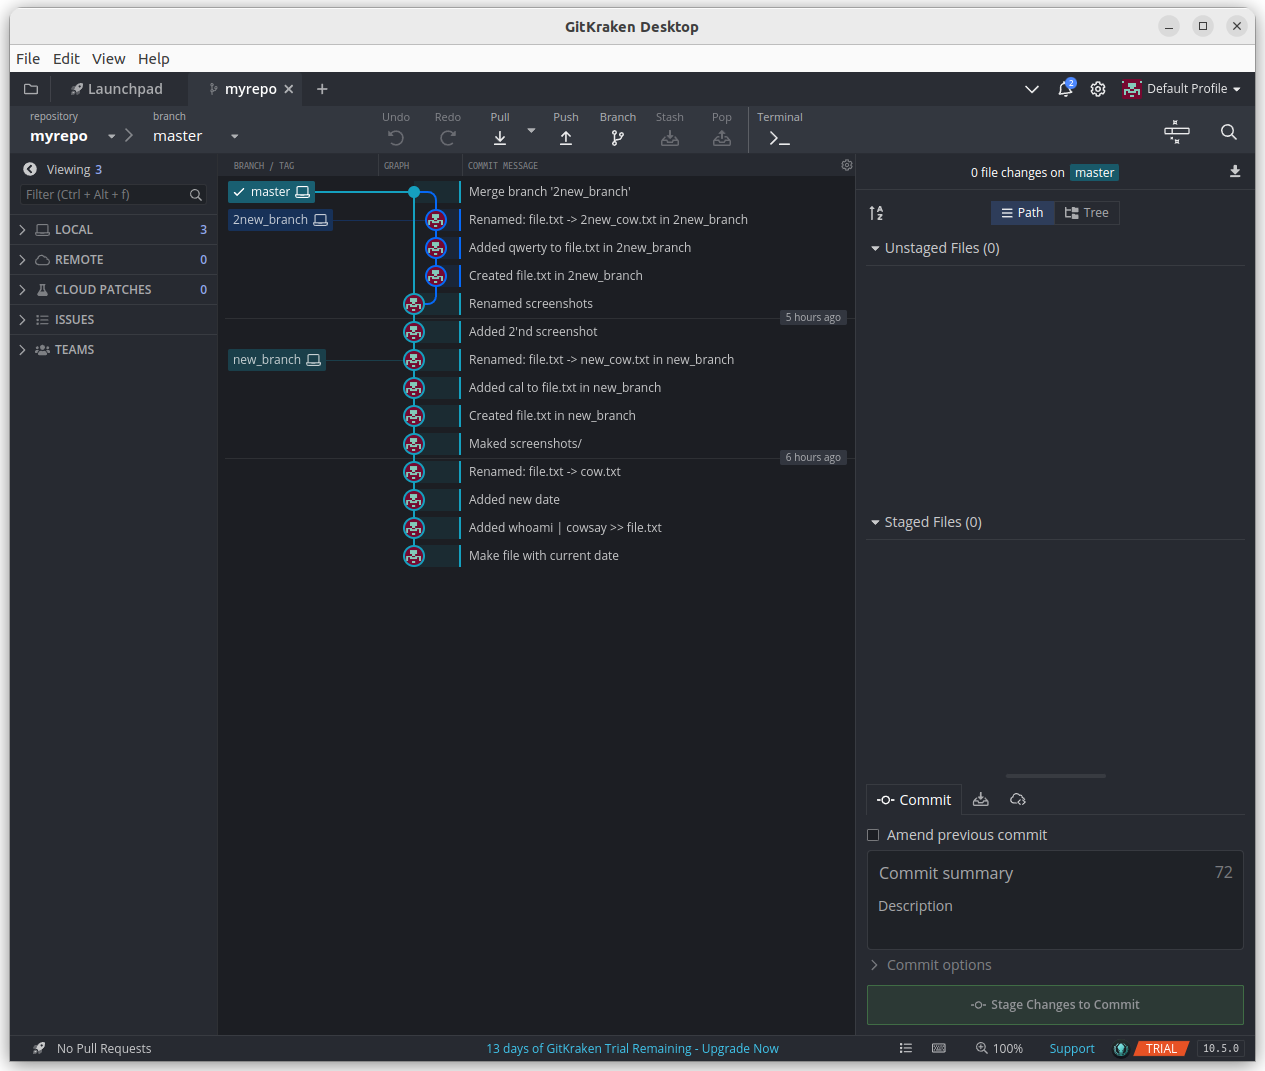 GitKraken Desktop
File Edit View Help
Launchpad myrepo 2 Default Profile
repository branch Undo Redo Pull Push Branch Stash Pop Terminal
myrepo master
Viewing 3 BRANCH / TAG GRAPH COMMIT MESSAGE 0 file changes on master
Filter (Ctrl + Alt + f)
LOCAL 3
REMOTE 0
CLOUD PATCHES 0
ISSUES
TEAMS
master Merge branch '2new_branch'
2new_branch Renamed: file.txt -> 2new_cow.txt in 2new_branch
Added qwerty to file.txt in 2new_branch
Created file.txt in 2new_branch
Renamed screenshots
5 hours ago
Added 2'nd screenshot
new_branch Renamed: file.txt -> new_cow.txt in new_branch
Added cal to file.txt in new_branch
Created file.txt in new_branch
Maked screenshots/
6 hours ago
Renamed: file.txt -> cow.txt
Added new date
Added whoami | cowsay >> file.txt
Make file with current date
A Z Path Tree
Unstaged Files (0)
Staged Files (0)
Commit
Amend previous commit
Commit summary 72
Description
Commit options
Stage Changes to Commit
No Pull Requests 13 days of GitKraken Trial Remaining - Upgrade Now 100% Support TRIAL 10.5.0